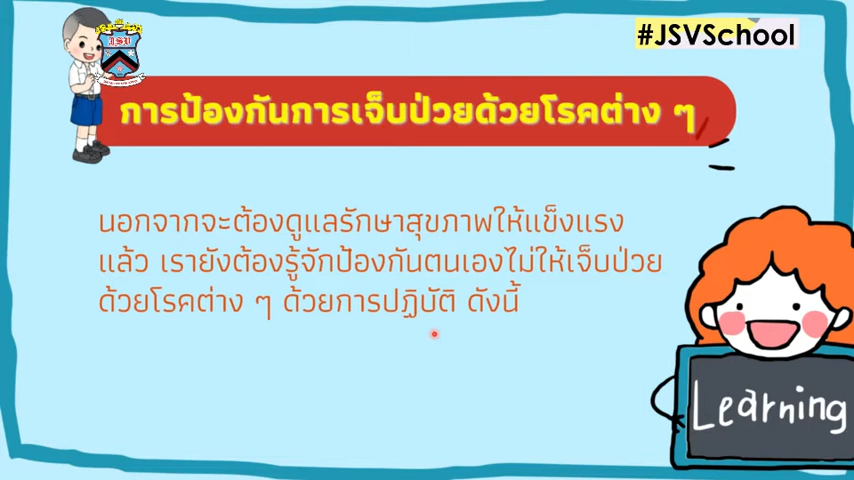 #JSVSchool
JSV
การป้องกันการเจ็บป่วยด้วยโรคต่าง ๆ
นอกจากจะต้องดูแลรักษาสุขภาพให้แข็งแรง
แล้ว เรายังต้องรู้จักป้องกันตนเองไม่ให้เจ็บป่วย
ด้วยโรคต่าง ๆ ด้วยการปฏิบัติ ดังนี้
Learning